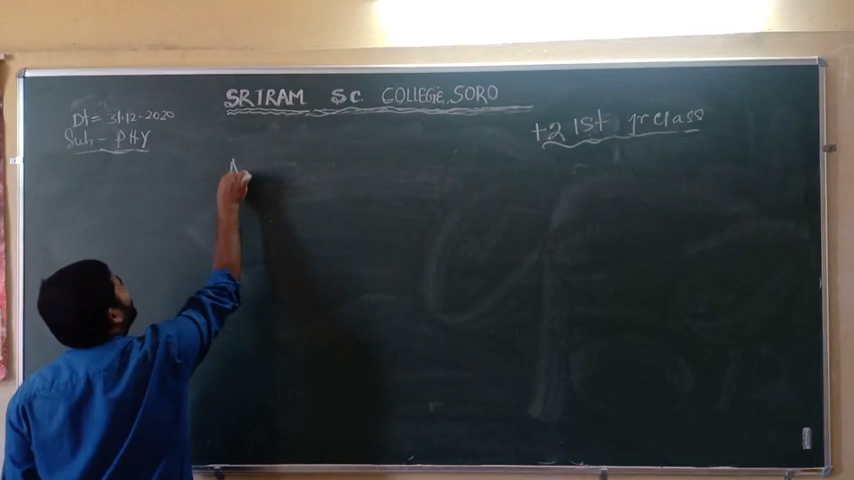 SRIRAM SC COLLEGE, SORO
Dt = 31.12.2020
Sub - PHY
+2 1st yr class
A